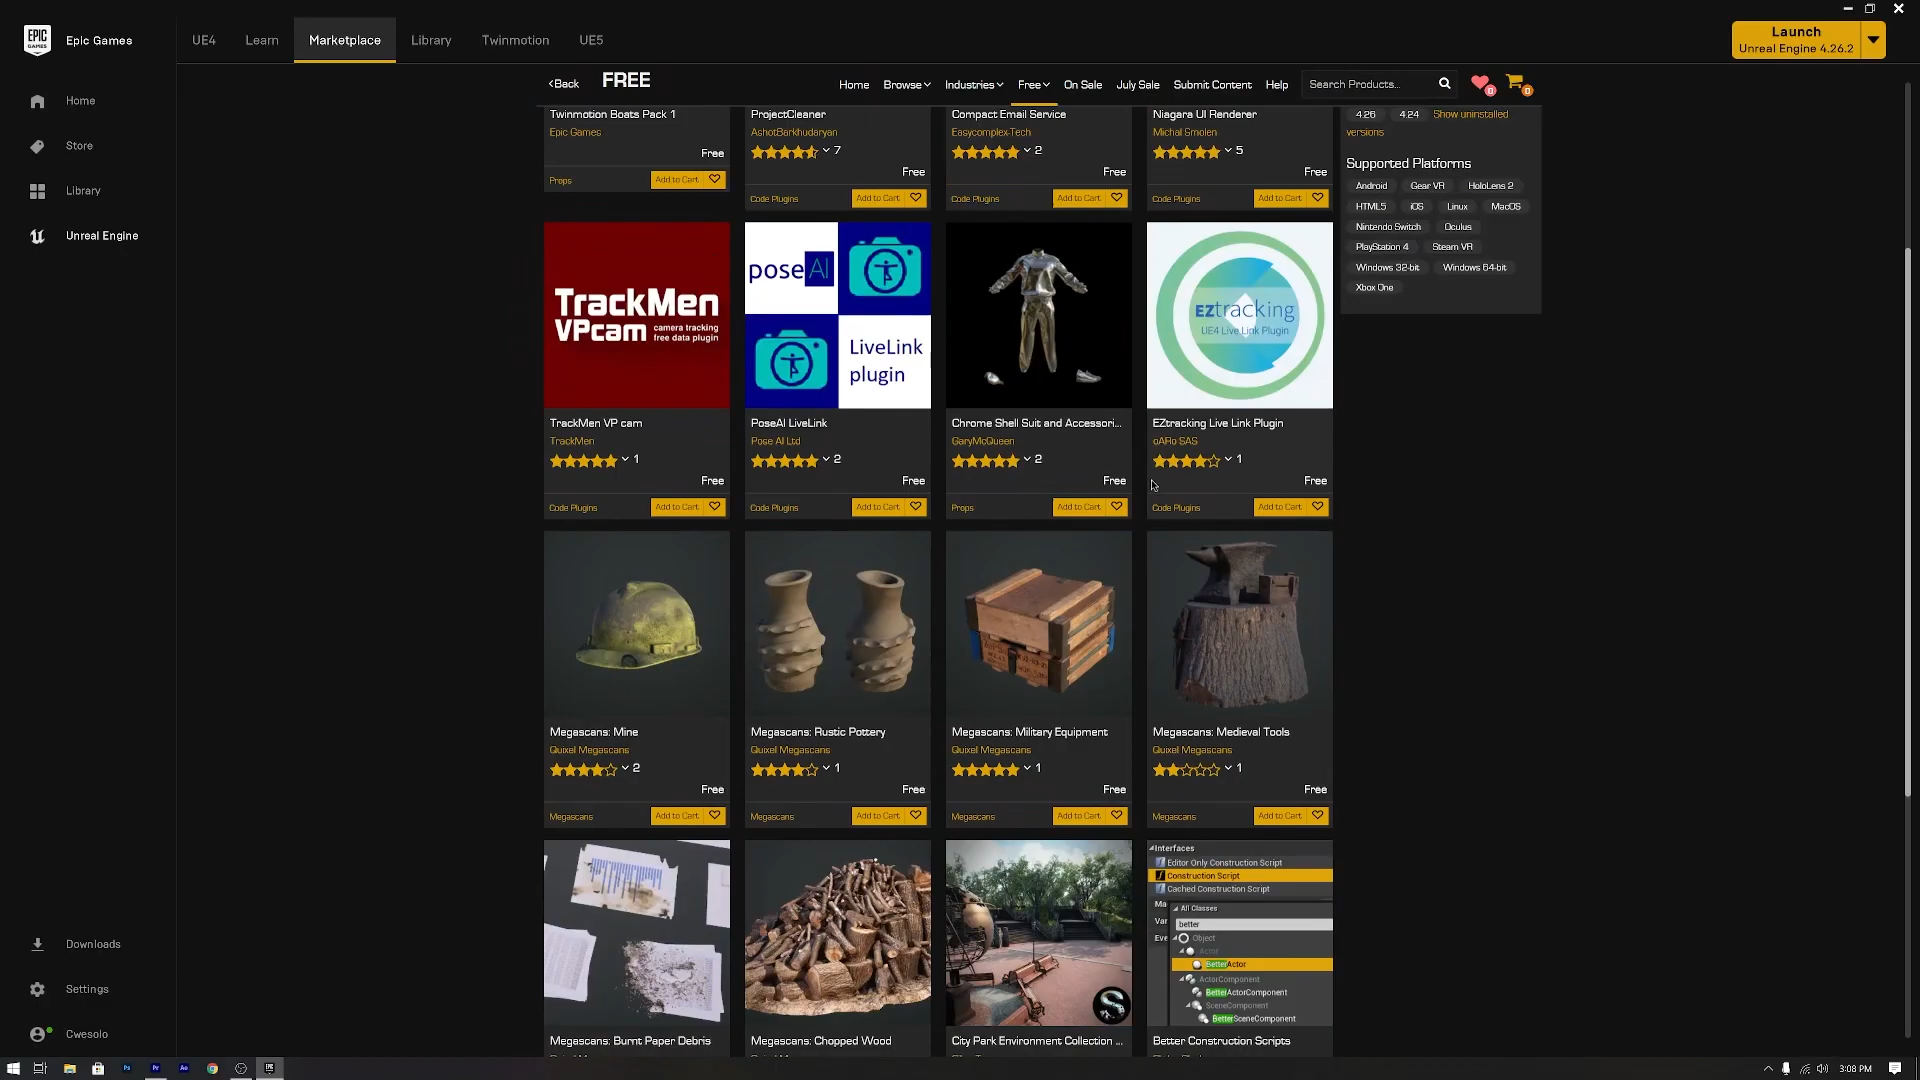 EPIC GAMES
Epic Games
UE4
Learn
Marketplace
Library
Twinmotion
UE5
Launch
Unreal Engine 4.26.2
Home
Store
Library
Unreal Engine
Downloads
Settings
Cwesolo
<Back
FREE
Home
Browse
Industries
Free
On Sale
July Sale
Submit Content
Help
Search Products...
0
0
Twinmotion Boats Pack 1
Epic Games
Free
Props
Add to Cart
ProjectCleaner
AshotBarkhudaryan
7
Free
Code Plugins
Add to Cart
Compact Email Service
Easycomplex-Tech
2
Free
Code Plugins
Add to Cart
Niagara UI Renderer
Michal Smolen
5
Free
Code Plugins
Add to Cart
4.26
4.24
Show uninstalled
versions
Supported Platforms
Android
Gear VR
HoloLens 2
HTML5
iOS
Linux
MacOS
Nintendo Switch
Oculus
PlayStation 4
Steam VR
Windows 32-bit
Windows 64-bit
Xbox One
TrackMen
VPcam
camera tracking
free data plugin
TrackMen VP cam
TrackMen
1
Free
Code Plugins
Add to Cart
pose AI
LiveLink
plugin
PoseAI LiveLink
Pose AI Ltd
2
Free
Code Plugins
Add to Cart
Chrome Shell Suit and Accessori...
GaryMcQueen
2
Free
Props
Add to Cart
EZtracking
UE4 Live Link Plugin
EZtracking Live Link Plugin
oARo SAS
1
Free
Code Plugins
Add to Cart
Megascans: Mine
Quixel Megascans
2
Free
Megascans
Add to Cart
Megascans: Rustic Pottery
Quixel Megascans
1
Free
Megascans
Add to Cart
Megascans: Military Equipment
Quixel Megascans
1
Free
Megascans
Add to Cart
Megascans: Medieval Tools
Quixel Megascans
1
Free
Megascans
Add to Cart
Megascans: Burnt Paper Debris
Megascans: Chopped Wood
City Park Environment Collection ...
Interfaces
Editor Only Construction Script
Construction Script
Cached Construction Script
Ma
Var
Eve
All Classes
better
Object
Actor
BetterActor
ActorComponent
BetterActorComponent
SceneComponent
BetterSceneComponent
Better Construction Scripts
Ps
Pr
Ae
3:08 PM